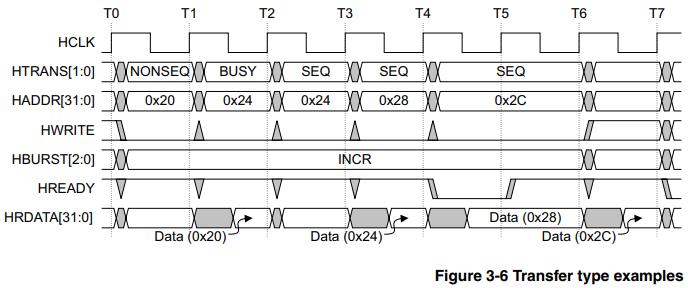 T0 T1 T2 T3 T4 T5 T6 T7
HCLK
HTRANS[1:0] NONSEQ BUSY SEQ SEQ SEQ
HADDR[31:0] 0x20 0x24 0x24 0x28 0x2C
HWRITE
HBURST[2:0] INCR
HREADY
HRDATA[31:0] Data (0x28)
Data (0x20) Data (0x24) Data (0x2C)
Figure 3-6 Transfer type examples